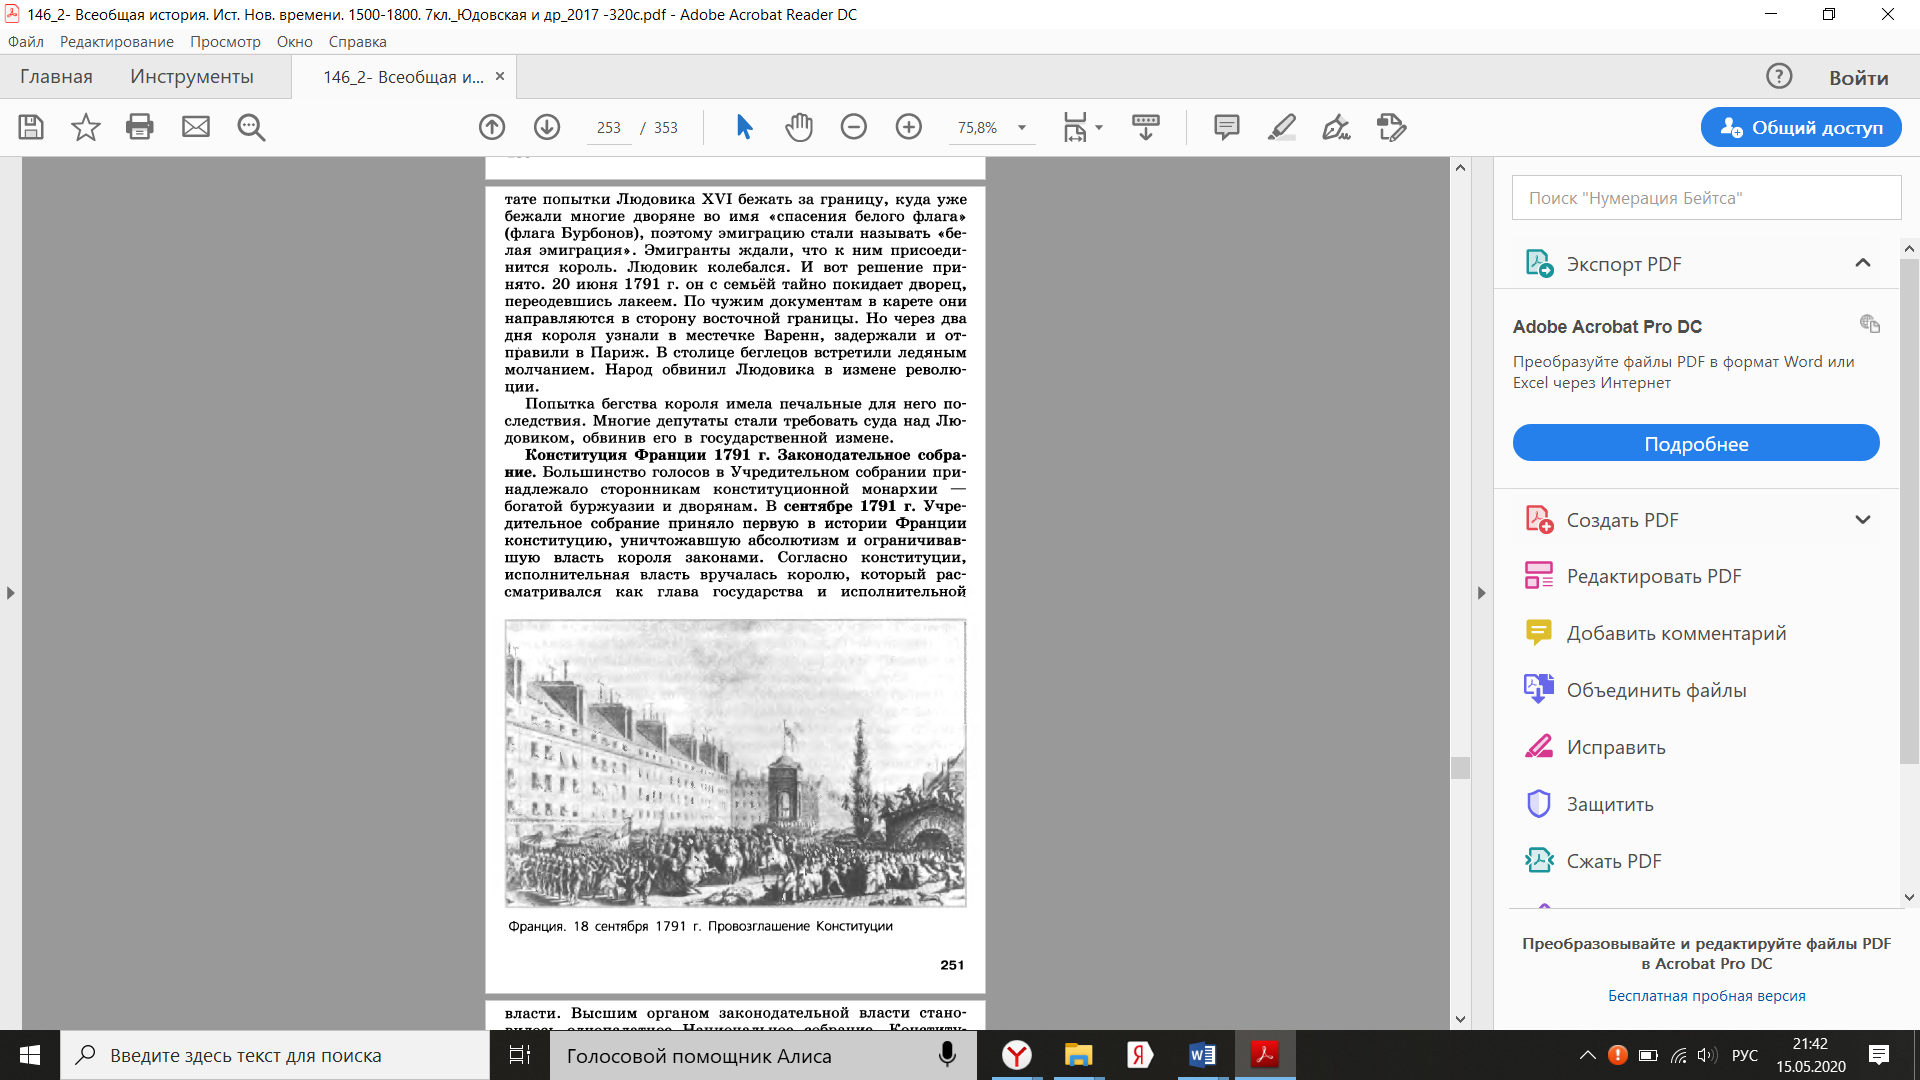 146_2- Всеобщая история. Ист. Нов. времени. 1500-1800. 7кл._Юдовская и др_2017 -320с.pdf - Adobe Acrobat Reader DC
Файл Редактирование Просмотр Окно Справка
Главная Инструменты 146_2- Всеобщая и... × Войти
253 / 353 75,8% Общий доступ
тате попытки Людовика XVI бежать за границу, куда уже
бежали многие дворяне во имя «спасения белого флага»
(флага Бурбонов), поэтому эмиграцию стали называть «бе-
лая эмиграция». Эмигранты ждали, что к ним присоеди-
нится король. Людовик колебался. И вот решение при-
нято. 20 июня 1791 г. он с семьёй тайно покидает дворец,
переодевшись лакеем. По чужим документам в карете они
направляются в сторону восточной границы. Но через два
дня короля узнали в местечке Варенн, задержали и от-
правили в Париж. В столице беглецов встретили ледяным
молчанием. Народ обвинил Людовика в измене револю-
ции.
Попытка бегства короля имела печальные для него по-
следствия. Многие депутаты стали требовать суда над Лю-
довиком, обвинив его в государственной измене.
Конституция Франции 1791 г. Законодательное собра-
ние. Большинство голосов в Учредительном собрании при-
надлежало сторонникам конституционной монархии —
богатой буржуазии и дворянам. В сентябре 1791 г. Учре-
дительное собрание приняло первую в истории Франции
конституцию, уничтожавшую абсолютизм и ограничивав-
шую власть короля законами. Согласно конституции,
исполнительная власть вручалась королю, который рас-
сматривался как глава государства и исполнительной
Франция. 18 сентября 1791 г. Провозглашение Конституции
251
власти. Высшим органом законодательной власти стано-
вилось однопалатное Национальное собрание. Конститу-
Поиск "Нумерация Бейтса"
Экспорт PDF
Adobe Acrobat Pro DC
Преобразуйте файлы PDF в формат Word или
Excel через Интернет
Подробнее
Создать PDF
Редактировать PDF
Добавить комментарий
Объединить файлы
Исправить
Защитить
Сжать PDF
Преобразовывайте и редактируйте файлы PDF
в Acrobat Pro DC
Бесплатная пробная версия
Введите здесь текст для поиска
Голосовой помощник Алиса
РУС
21:42
15.05.2020